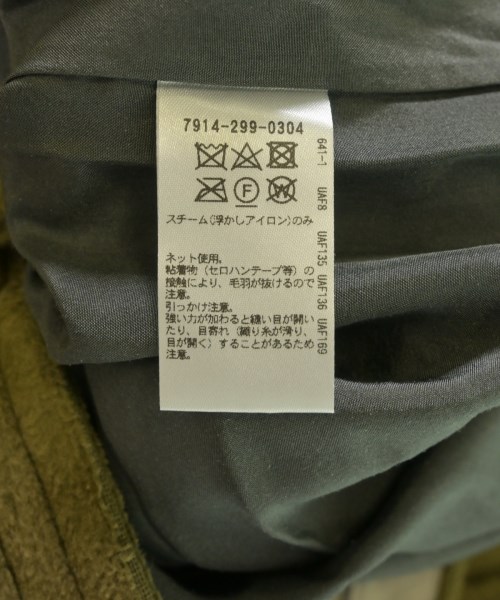 7914-299-0304
F W
スチーム(浮かしアイロン)のみ
ネット使用。
粘着物(セロハンテープ等)の
接触により、毛羽が抜けるので
注意。
引っかけ注意。
強い力が加わると縫い目が開い
たり、目寄れ(織り糸が滑り、
目が開く)することがあるため
注意。
641-1 UAF8 UAF135 UAF136 UAF169